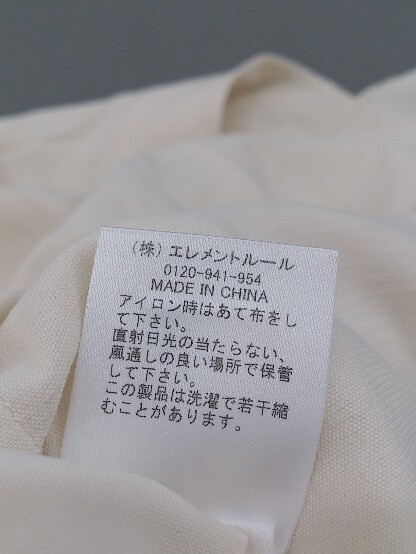 (株)エレメントルール
0120-941-954
MADE IN CHINA
アイロン時はあて布をし
て下さい。
直射日光の当たらない、
風通しの良い場所で保管
して下さい。
この製品は洗濯で若干縮
むことがあります。